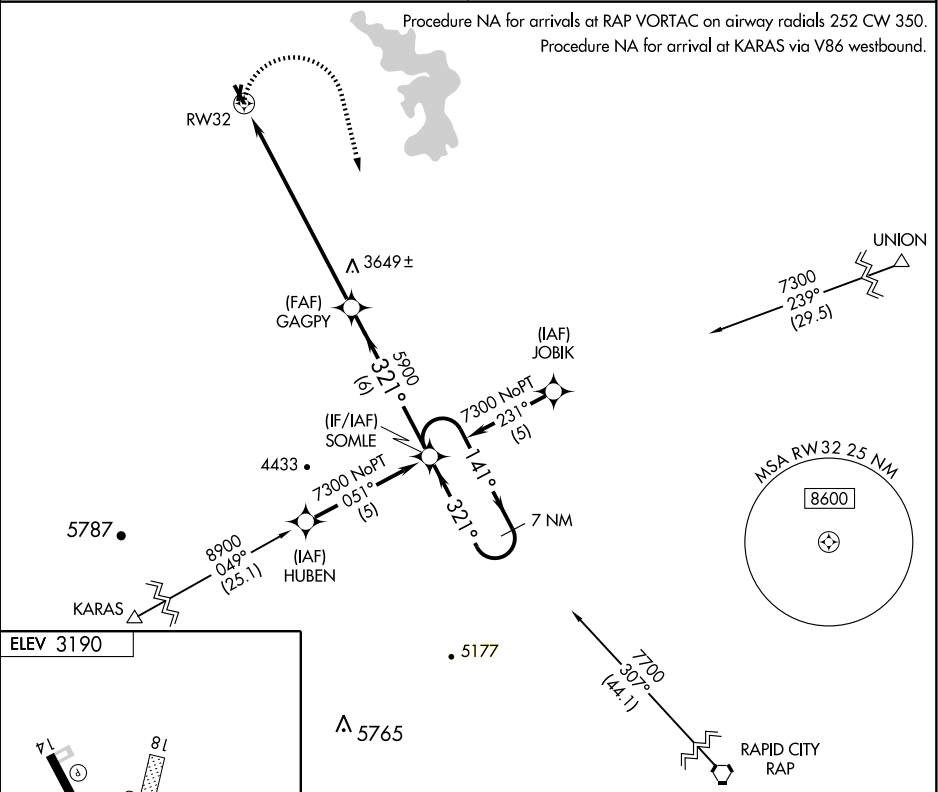 Procedure NA for arrivals at RAP VORTAC on airway radials 252 CW 350.
Procedure NA for arrival at KARAS via V86 westbound.
RW32
3649±
UNION
7300
239°
(29.5)
(FAF)
GAGPY
(IAF)
JOBIK
5900
321°
(6)
7300 NoPT
231°
(5)
(IF/IAF)
SOMLE
4433
7300 NoPT
051°
(5)
141°
321°
7 NM
MSA RW32 25 NM
8600
5787
8900
049°
(25.1)
(IAF)
HUBEN
KARAS
ELEV 3190
5177
7700
307°
(44.1)
5765
RAPID CITY
RAP
14
18
P